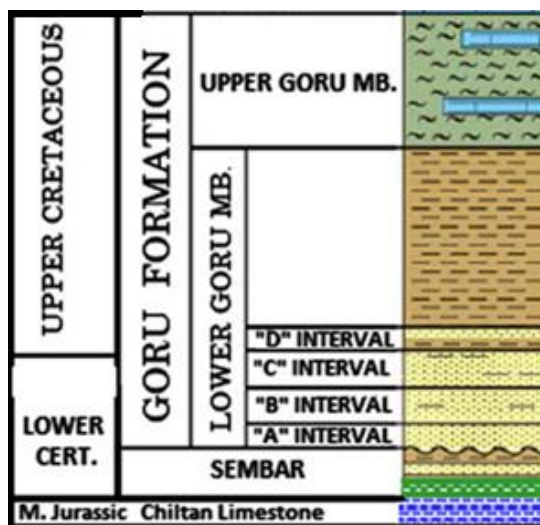 UPPER CRETACEOUS
LOWER
CERT.
GORU FORMATION
UPPER GORU MB.
LOWER GORU MB.
"D" INTERVAL
"C" INTERVAL
"B" INTERVAL
"A" INTERVAL
SEMBAR
M. Jurassic Chiltan Limestone